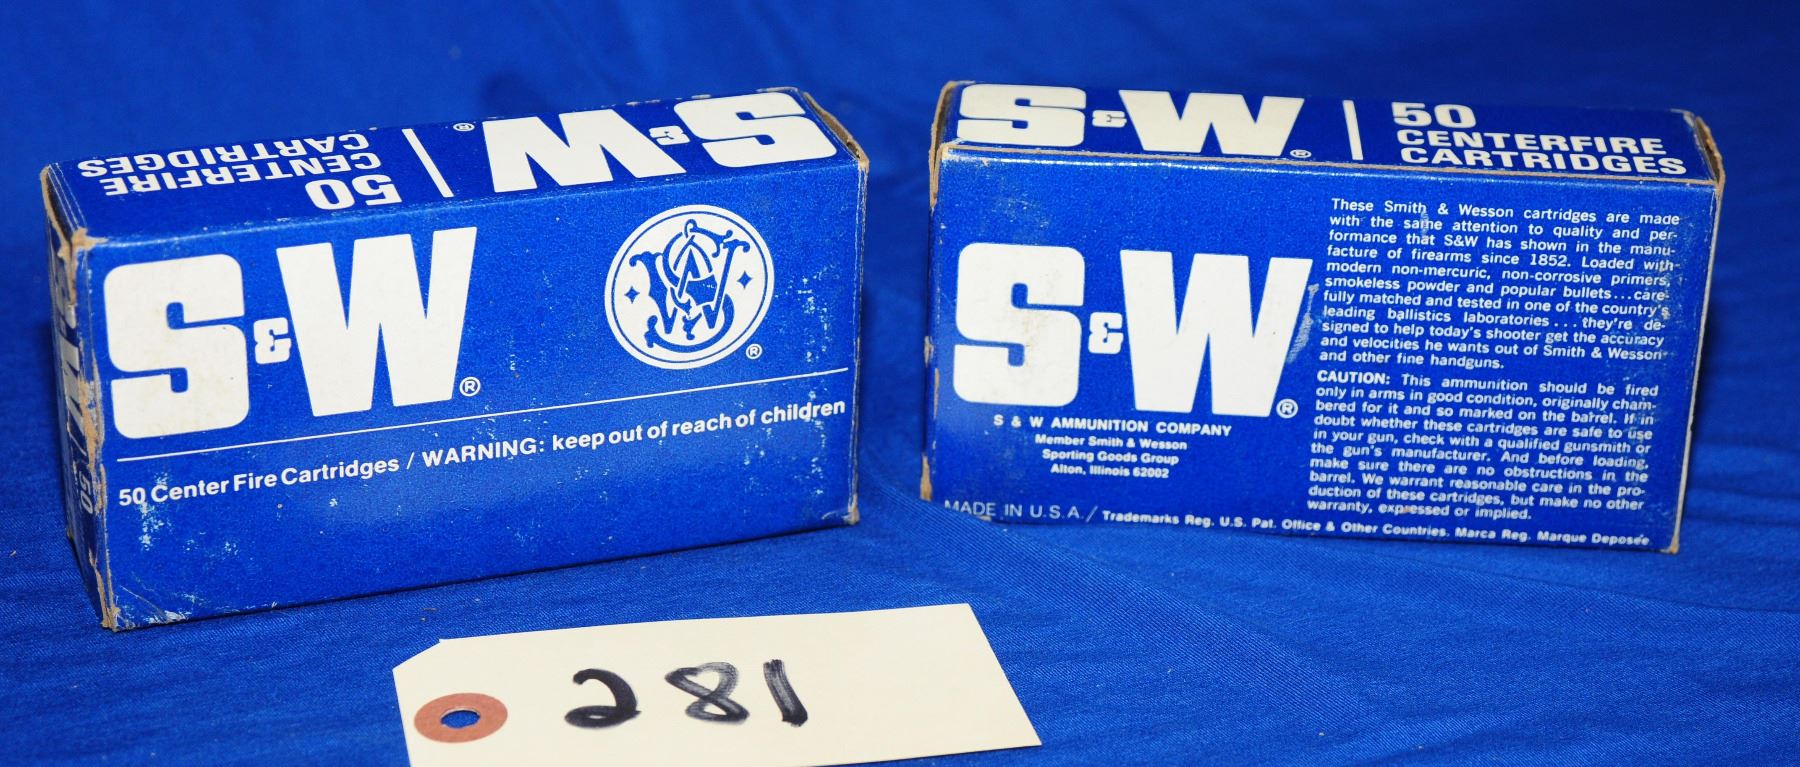 S&W®
50
CENTERFIRE
CARTRIDGES
S&W®
®
50 Center Fire Cartridges / WARNING: keep out of reach of children
50
S&W®
50
CENTERFIRE
CARTRIDGES
S&W®
S & W AMMUNITION COMPANY
Member Smith & Wesson
Sporting Goods Group
Alton, Illinois 62002
These Smith & Wesson cartridges are made
with the same attention to quality and per-
formance that S&W has shown in the manu-
facture of firearms since 1852. Loaded with
modern non-mercuric, non-corrosive primers,
smokeless powder and popular bullets...care-
fully matched and tested in one of the country's
leading ballistics laboratories...they're de-
signed to help today's shooter get the accuracy
and velocities he wants out of Smith & Wesson
and other fine handguns.
CAUTION: This ammunition should be fired
only in arms in good condition, originally cham-
bered for it and so marked on the barrel. If in
doubt whether these cartridges are safe to use
in your gun, check with a qualified gunsmith or
the gun's manufacturer. And before loading,
make sure there are no obstructions in the
barrel. We warrant reasonable care in the pro-
duction of these cartridges, but make no other
warranty, expressed or implied.
MADE IN U.S.A. / Trademarks Reg. U.S. Pat. Office & Other Countries. Marca Reg. Marque Deposée
281